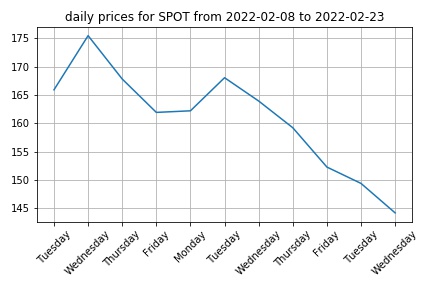 daily prices for SPOT from 2022-02-08 to 2022-02-23
175
170
165
160
155
150
145
Tuesday
Wednesday
Thursday
Friday
Monday
Tuesday
Wednesday
Thursday
Friday
Tuesday
Wednesday